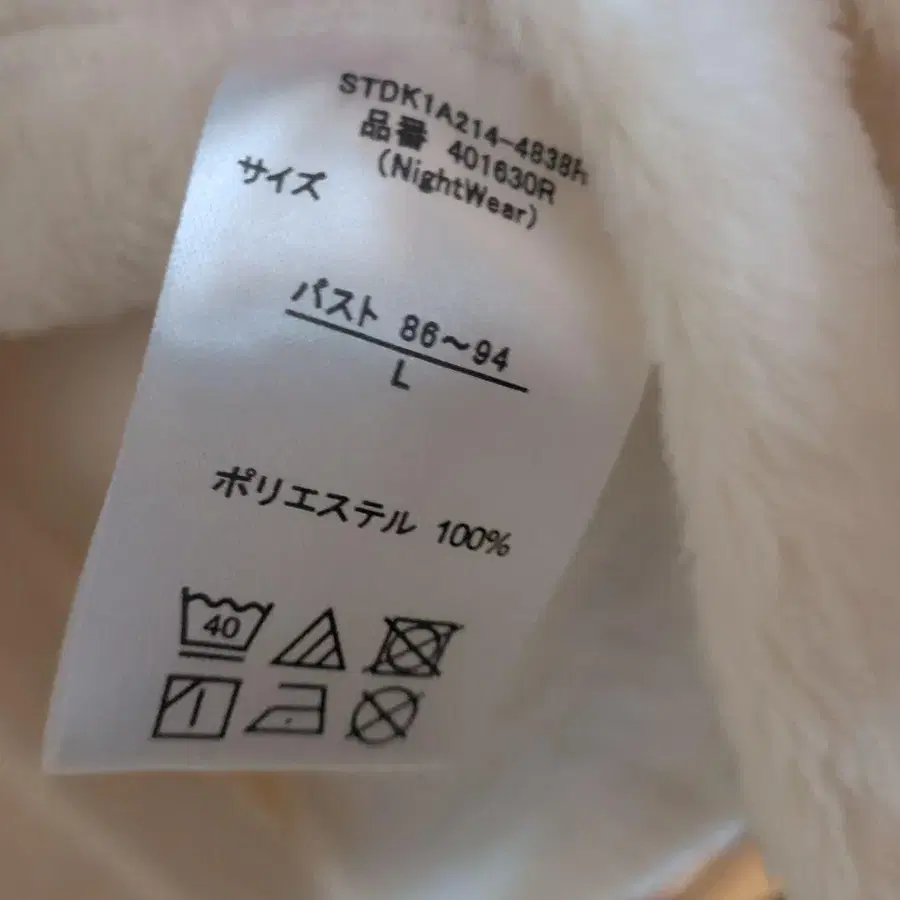 STDK1A214-4838h
品番 401630R
(NightWear)
サイズ
バスト 86～94
L
ポリエステル 100%
40